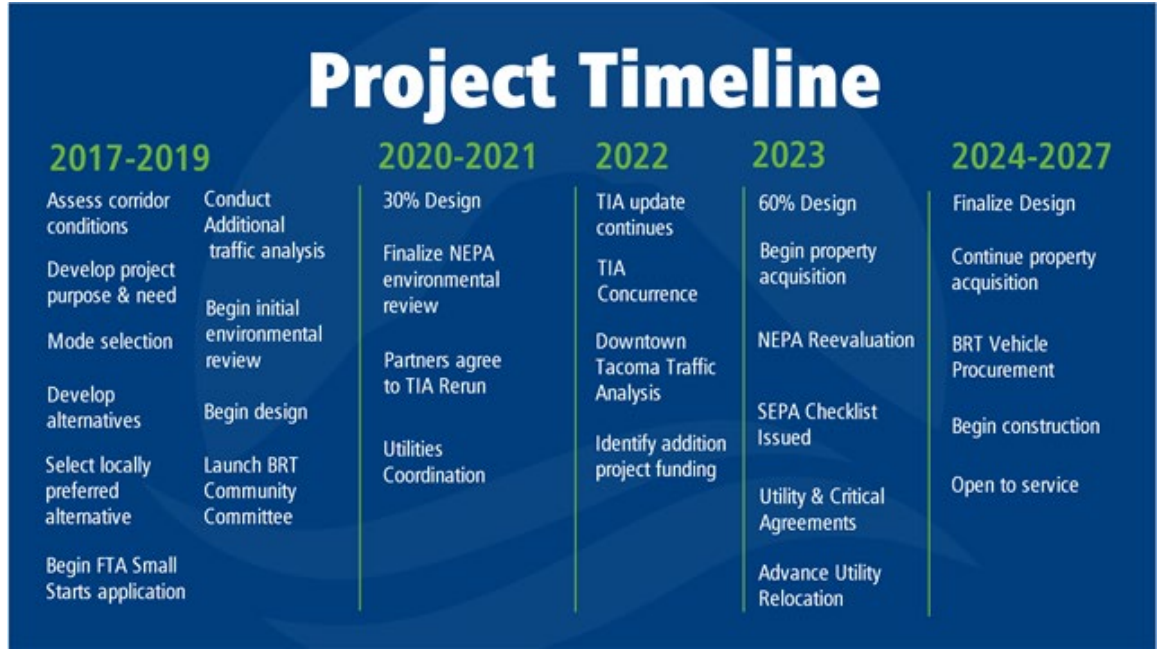 Project Timeline
2017-2019
Assess corridor
conditions
Develop project
purpose & need
Mode selection
Develop
alternatives
Select locally
preferred
alternative
Begin FTA Small
Starts application
Conduct
Additional
traffic analysis
Begin initial
environmental
review
Begin design
Launch BRT
Community
Committee
2020-2021
30% Design
Finalize NEPA
environmental
review
Partners agree
to TIA Rerun
Utilities
Coordination
2022
TIA update
continues
TIA
Concurrence
Downtown
Tacoma Traffic
Analysis
Identify addition
project funding
2023
60% Design
Begin property
acquisition
NEPA Reevaluation
SEPA Checklist
Issued
Utility & Critical
Agreements
Advance Utility
Relocation
2024-2027
Finalize Design
Continue property
acquisition
BRT Vehicle
Procurement
Begin construction
Open to service